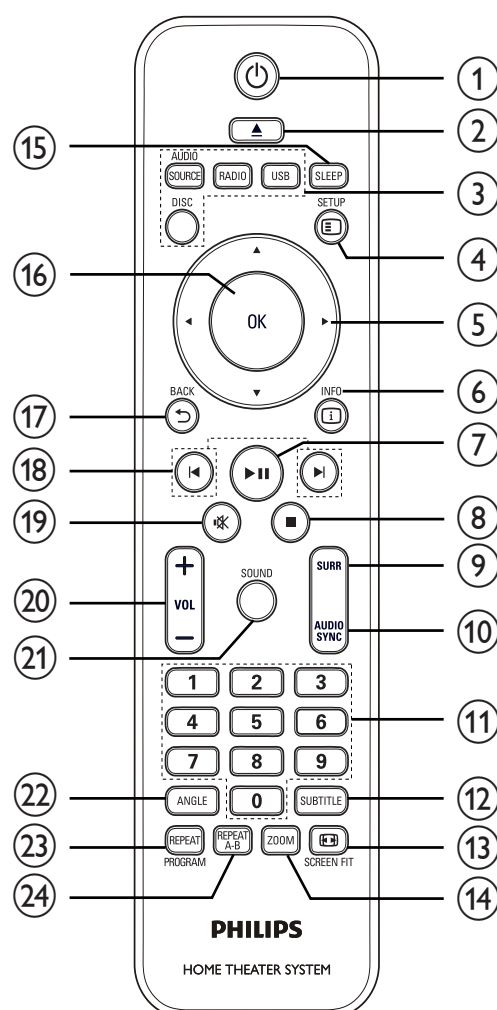 1
2
15
AUDIO
SOURCE RADIO USB SLEEP
3
DISC SETUP
4
16
OK
5
BACK INFO
6
17
7
18
19
8
SURR
9
20
VOL
SOUND
AUDIO
SYNC
10
21
1 2 3
4 5 6
11
7 8 9
22
ANGLE 0 SUBTITLE
12
23
REPEAT REPEAT
A-B ZOOM
13
PROGRAM SCREEN FIT
24
14
PHILIPS
HOME THEATER SYSTEM